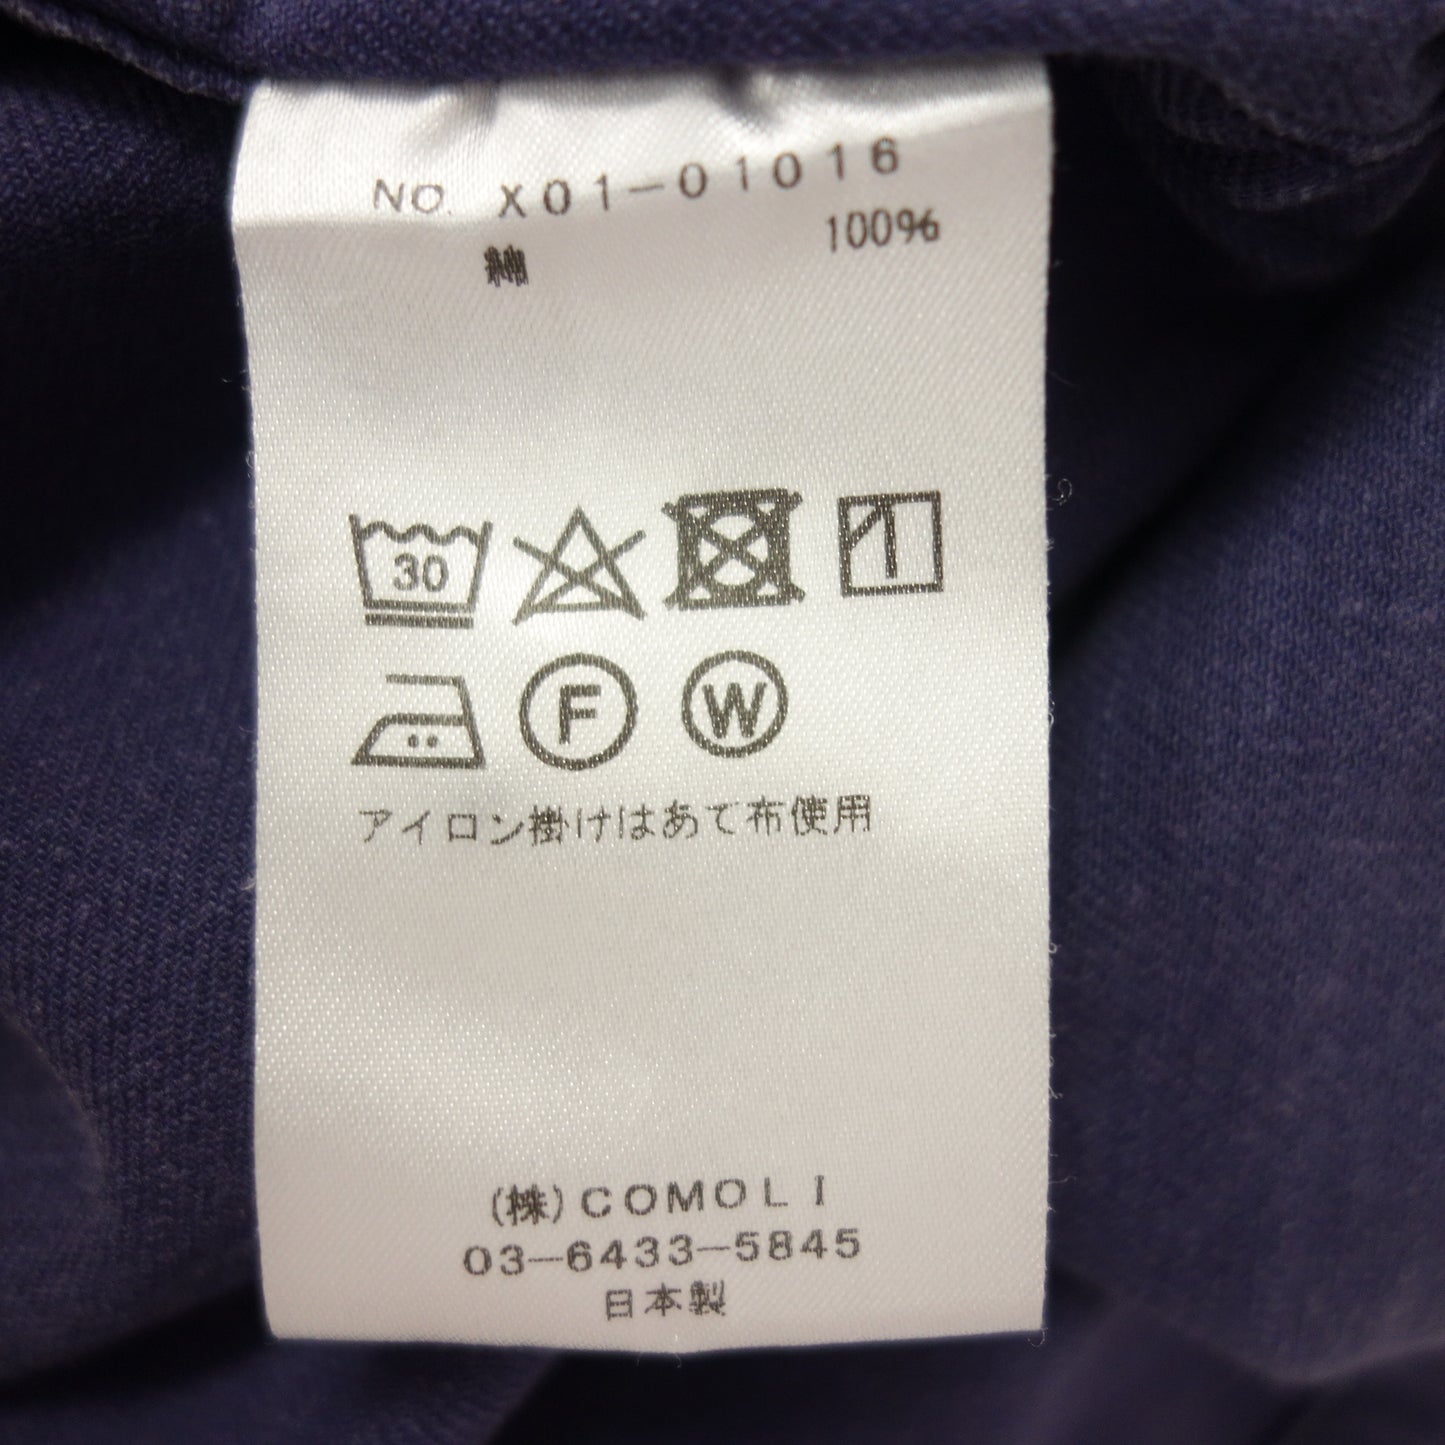 NO. X01-01016
綿 100%
30
F W
アイロン掛けはあて布使用
(株)COMOLI
03-6433-5845
日本製